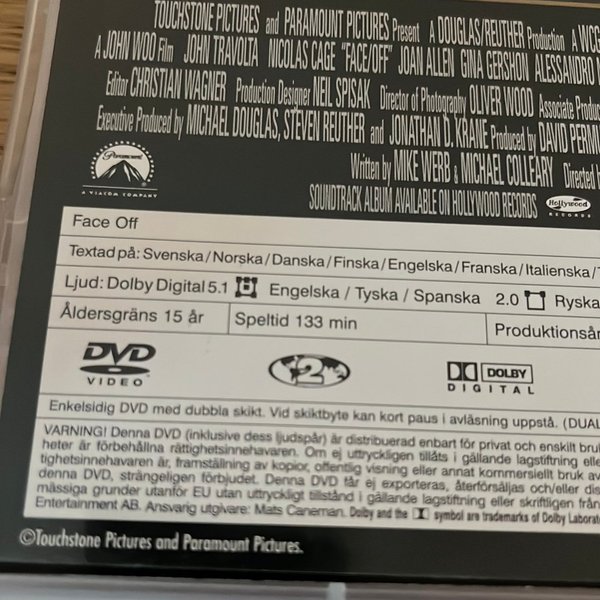 TOUCHSTONE PICTURES and PARAMOUNT PICTURES Present A DOUGLAS/REUTHER Production A WCG
A JOHN WOO Film JOHN TRAVOLTA NICOLAS CAGE "FACE/OFF" JOAN ALLEN GINA GERSHON ALESSANDRO
Editor CHRISTIAN WAGNER Production Designer NEIL SPISAK Director of Photography OLIVER WOOD Associate Produc
Executive Produced by MICHAEL DOUGLAS, STEVEN REUTHER and JONATHAN D. KRANE Produced by DAVID PERMU
Written by MIKE WERB & MICHAEL COLLEARY Directed b
SOUNDTRACK ALBUM AVAILABLE ON HOLLYWOOD RECORDS
Hollywood
RECORDS
Paramount
A VIACOM COMPANY
Face Off
Textad på: Svenska/Norska/Danska/Finska/Engelska/Franska/Italienska/T
Ljud: Dolby Digital 5.1 Engelska / Tyska / Spanska 2.0 Ryska
Åldersgräns 15 år
Speltid 133 min
Produktionsår
DVD
VIDEO
2
DOLBY
DIGITAL
Enkelsidig DVD med dubbla skikt. Vid skiktbyte kan kort paus i avläsning uppstå. (DUAL
VARNING! Denna DVD (inklusive dess ljudspår) är distribuerad enbart för privat och enskilt bruk
heter är förbehållna rättighetsinnehavaren. Om ej uttryckligen tillåts i gällande lagstiftning elle
tighetsinnehavaren är, framställning av kopior, offentlig visning eller annat kommersiellt bruk av
denna DVD, strängeligen förbjudet. Denna DVD får ej exporteras, återförsäljas och/eller dis
mässiga grunder utanför EU utan uttryckligt tillstånd i gällande lagstiftning eller skriftligen från
Entertainment AB. Ansvarig utgivare: Mats Caneman. Dolby and the symbol are trademarks of Dolby Laborat
©Touchstone Pictures and Paramount Pictures.